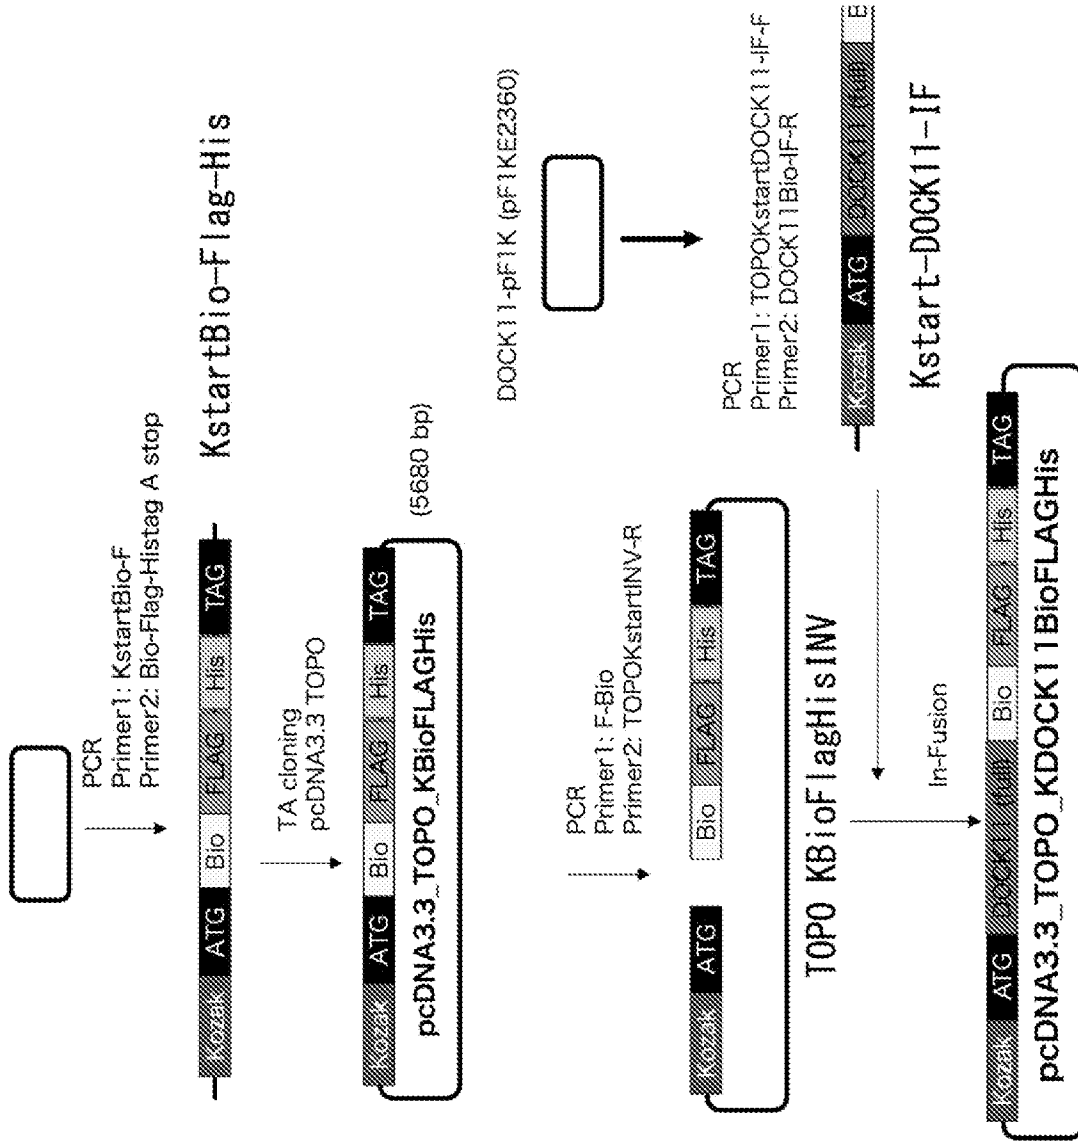 PCR
Primer1: KstartBio-F
Primer2: Bio-Flag-Histag A stop
Kozak ATG Bio FLAG His TAG
KstartBio-Flag-His
TA cloning
pcDNA3.3 TOPO
Kozak ATG Bio FLAG His TAG
pcDNA3.3_TOPO_KBioFLAGHis
(5680 bp)
PCR
Primer1: F-Bio
Primer2: TOPOKstartINV-R
Kozak ATG Bio FLAG His TAG
TOPO KBioFlagHisINV
DOCK11-pF1K (pF1KE2360)
PCR
Primer1: TOPOKstartDOCK11-IF-F
Primer2: DOCK11Bio-IF-R
Kozak ATG DOCK11 (full) B
Kstart-DOCK11-IF
In-Fusion
Kozak ATG DOCK11 (full) Bio FLAG His TAG
pcDNA3.3_TOPO_KDOCK11BioFLAGHis